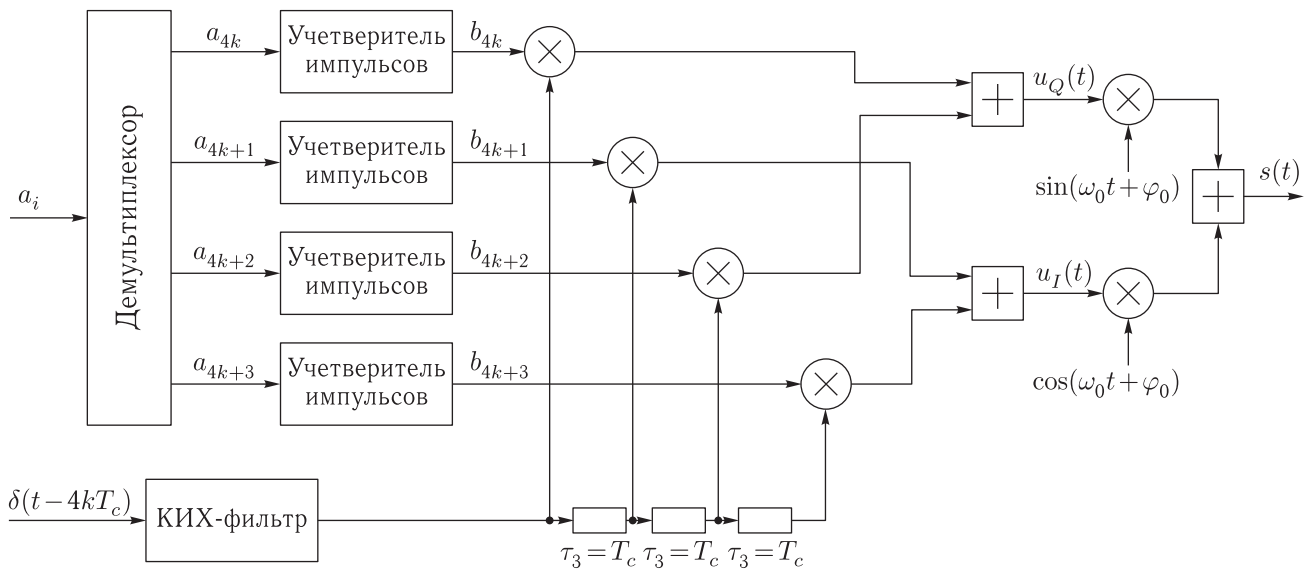 a_i
Демультиплексор
a_{4k}
Учетверитель
импульсов
b_{4k}
×
a_{4k+1}
Учетверитель
импульсов
b_{4k+1}
×
a_{4k+2}
Учетверитель
импульсов
b_{4k+2}
×
a_{4k+3}
Учетверитель
импульсов
b_{4k+3}
×
+
u_Q(t)
×
sin(ω_0t+φ_0)
+
u_I(t)
×
cos(ω_0t+φ_0)
+
s(t)
δ(t−4kT_c)
КИХ-фильтр
τ_3=T_c
τ_3=T_c
τ_3=T_c